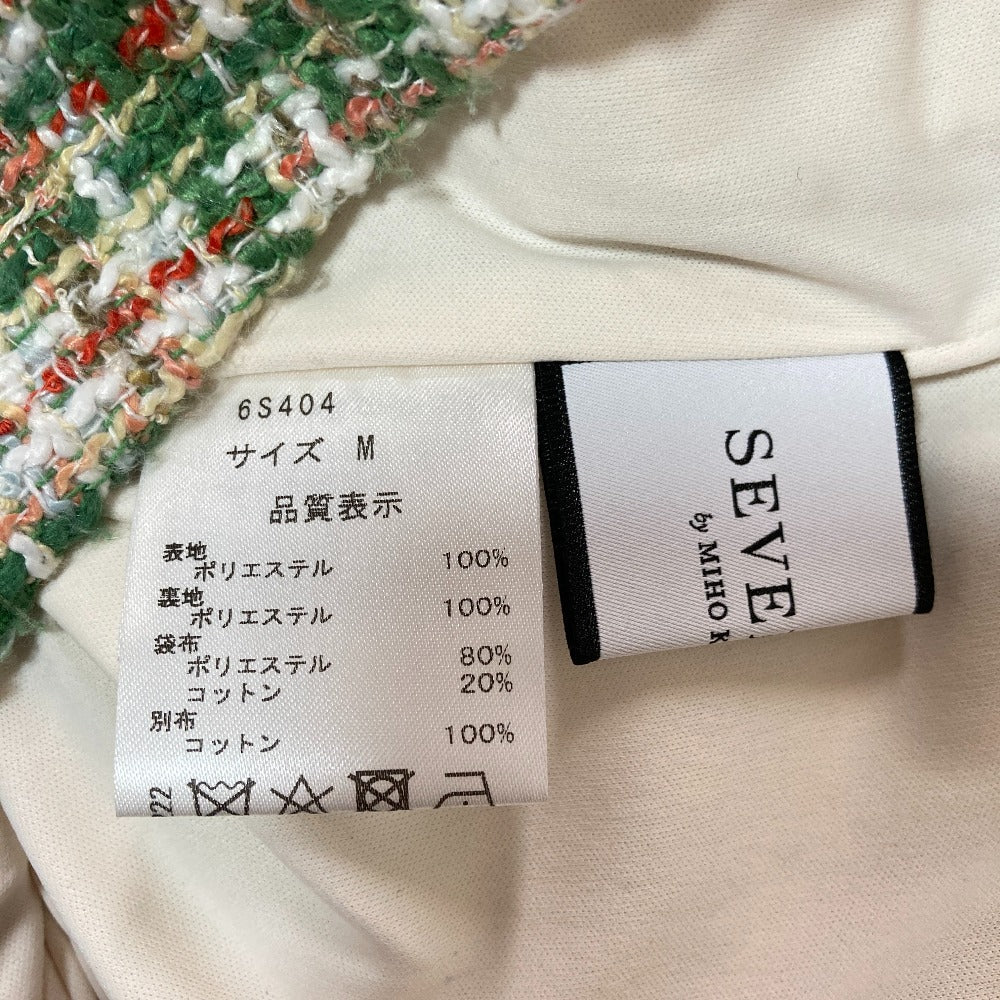 6S404
サイズ M
品質表示
表地
ポリエステル 100%
裏地
ポリエステル 100%
袋布
ポリエステル 80%
コットン 20%
別布
コットン 100%
22
SEVE
by MIHO K